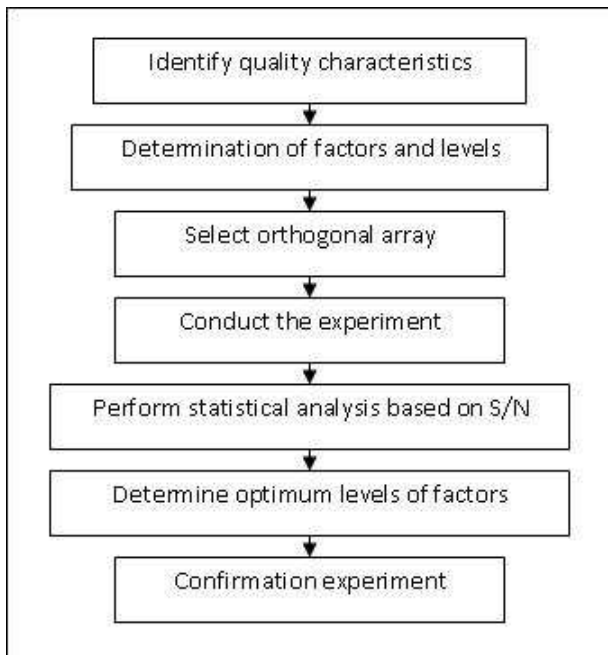 Identify quality characteristics
Determination of factors and levels
Select orthogonal array
Conduct the experiment
Perform statistical analysis based on S/N
Determine optimum levels of factors
Confirmation experiment